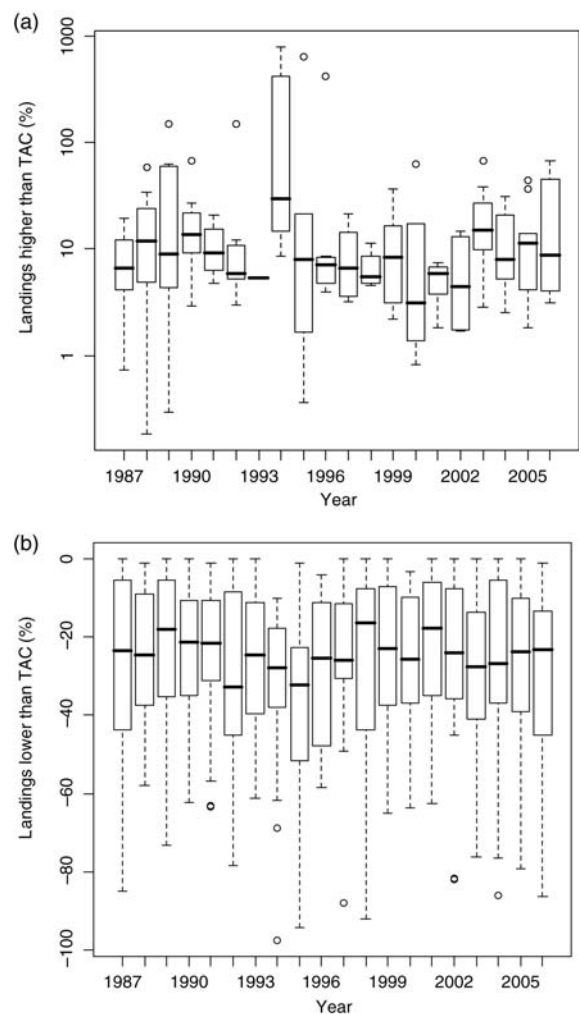 (a)
Landings higher than TAC (%)
1000
100
10
1
1987 1990 1993 1996 1999 2002 2005
Year
(b)
Landings lower than TAC (%)
0
−20
−40
−60
−80
−100
1987 1990 1993 1996 1999 2002 2005
Year